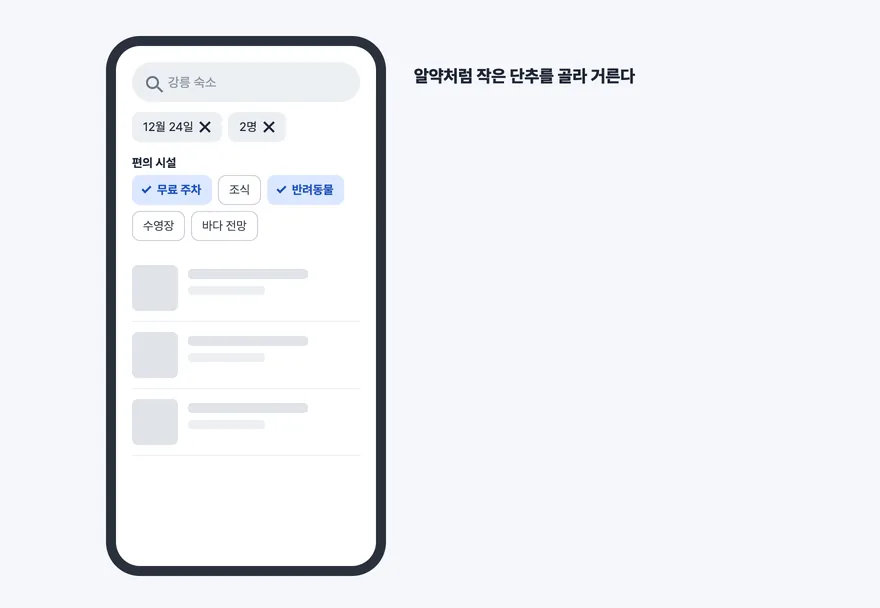 강릉 숙소
12월 24일 2명
편의 시설
무료 주차 조식 반려동물
수영장 바다 전망
알약처럼 작은 단추를 골라 거른다